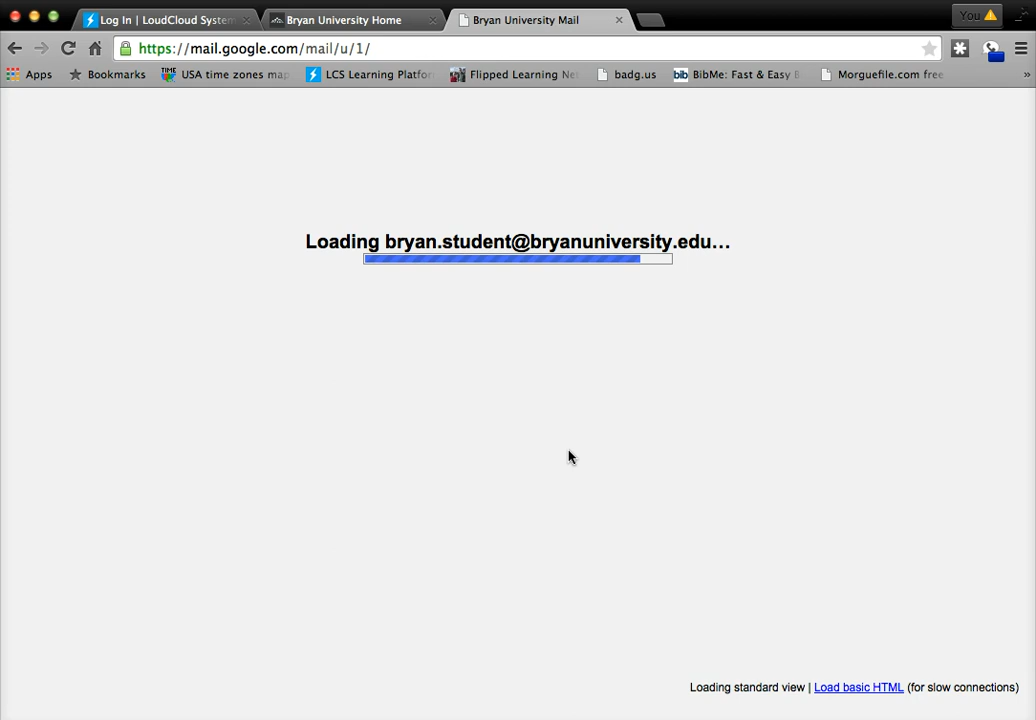 Log In | LoudCloud System
Bryan University Home
Bryan University Mail
You
https://mail.google.com/mail/u/1/
Apps
Bookmarks
USA time zones map
LCS Learning Platfor
Flipped Learning Ne
badg.us
bib BibMe: Fast & Easy B
Morguefile.com free
»
Loading bryan.student@bryanuniversity.edu…
Loading standard view | Load basic HTML (for slow connections)